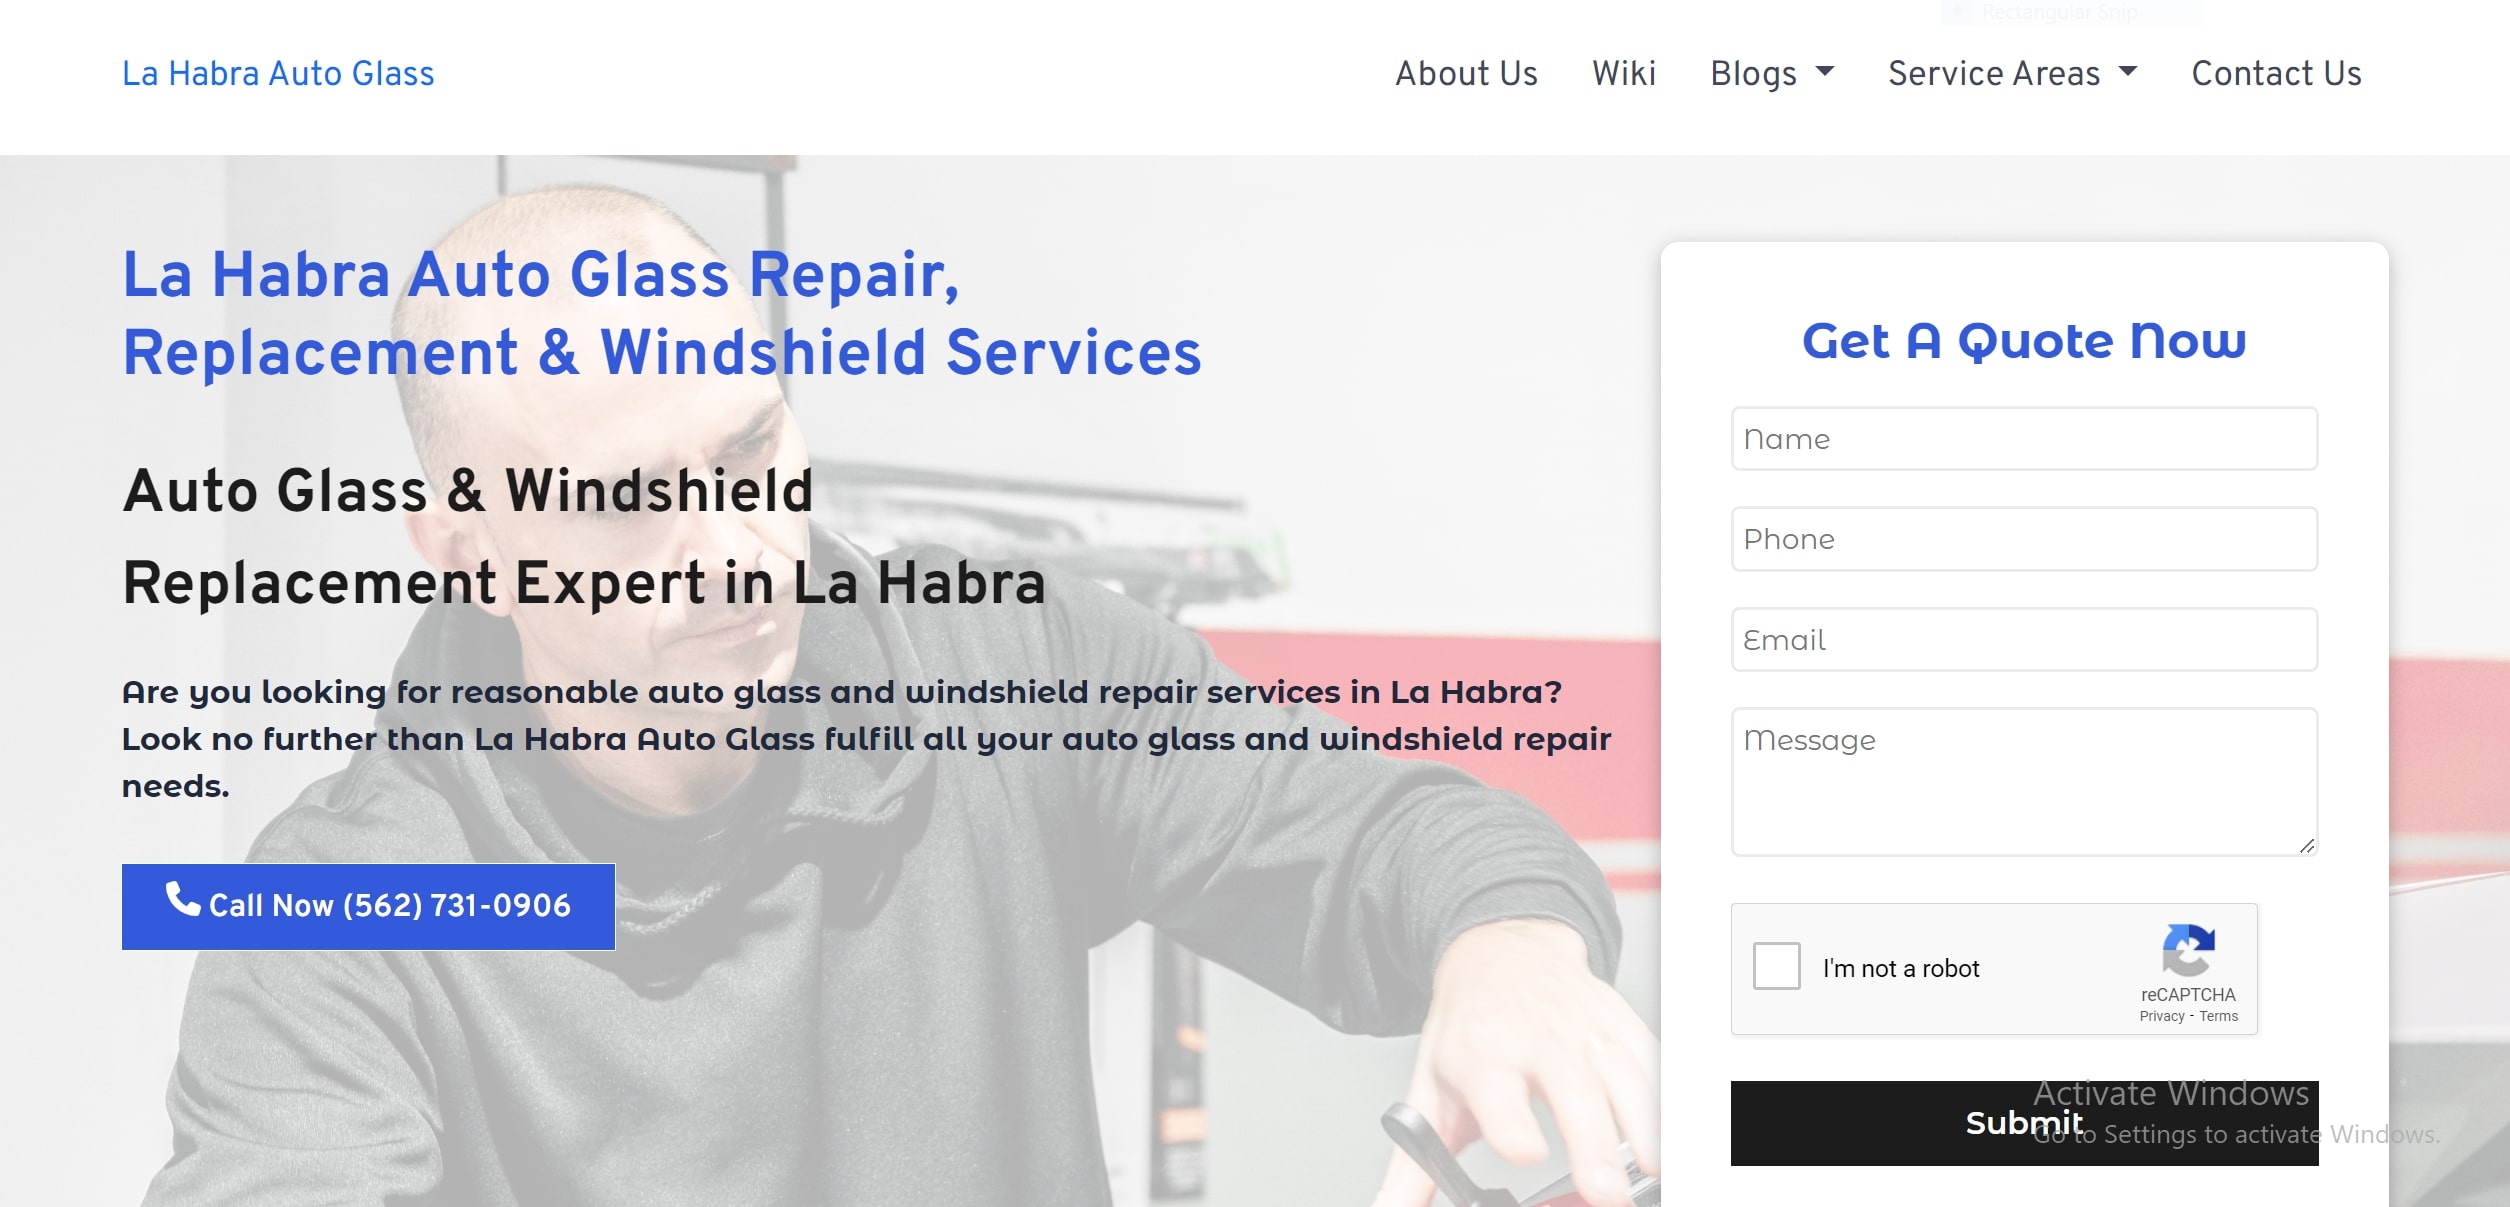 Rectangular Snip
La Habra Auto Glass
About Us
Wiki
Blogs
Service Areas
Contact Us
La Habra Auto Glass Repair,
Replacement & Windshield Services
Auto Glass & Windshield
Replacement Expert in La Habra
Are you looking for reasonable auto glass and windshield repair services in La Habra?
Look no further than La Habra Auto Glass fulfill all your auto glass and windshield repair
needs.
Call Now (562) 731-0906
Get A Quote Now
Name
Phone
Email
Message
I'm not a robot
reCAPTCHA
Privacy - Terms
Submit
Activate Windows
Go to Settings to activate Windows.